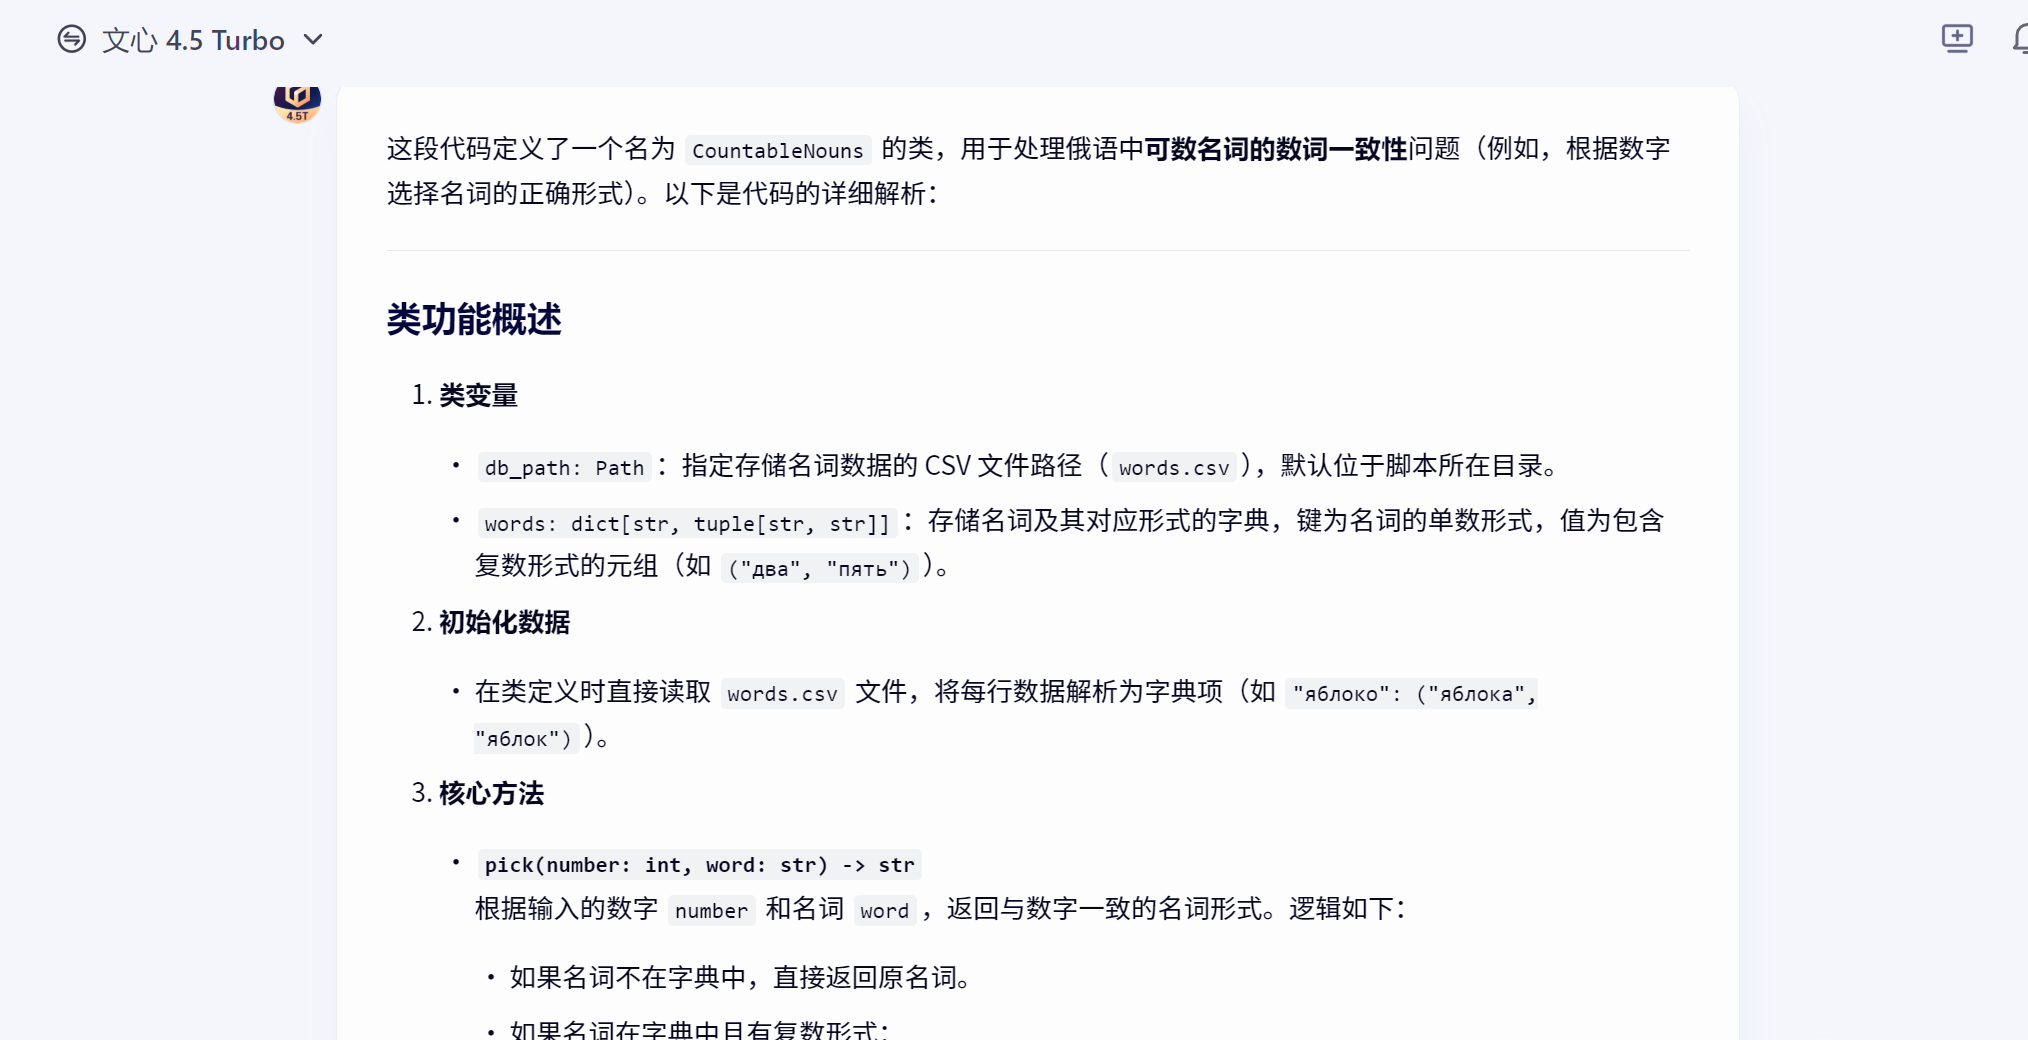 文心 4.5 Turbo
4.5T
这段代码定义了一个名为 CountableNouns 的类，用于处理俄语中可数名词的数词一致性问题（例如，根据数字
选择名词的正确形式）。以下是代码的详细解析：
类功能概述
1. 类变量
• db_path: Path ：指定存储名词数据的 CSV 文件路径（ words.csv ），默认位于脚本所在目录。
• words: dict[str, tuple[str, str]] ：存储名词及其对应形式的字典，键为名词的单数形式，值为包含
复数形式的元组（如 ("два", "пять") ）。
2. 初始化数据
• 在类定义时直接读取 words.csv 文件，将每行数据解析为字典项（如 "яблоко": ("яблока",
"яблок") ）。
3. 核心方法
• pick(number: int, word: str) -> str
根据输入的数字 number 和名词 word ，返回与数字一致的名词形式。逻辑如下：
• 如果名词不在字典中，直接返回原名词。
• 如果名词在字典中且有复数形式：